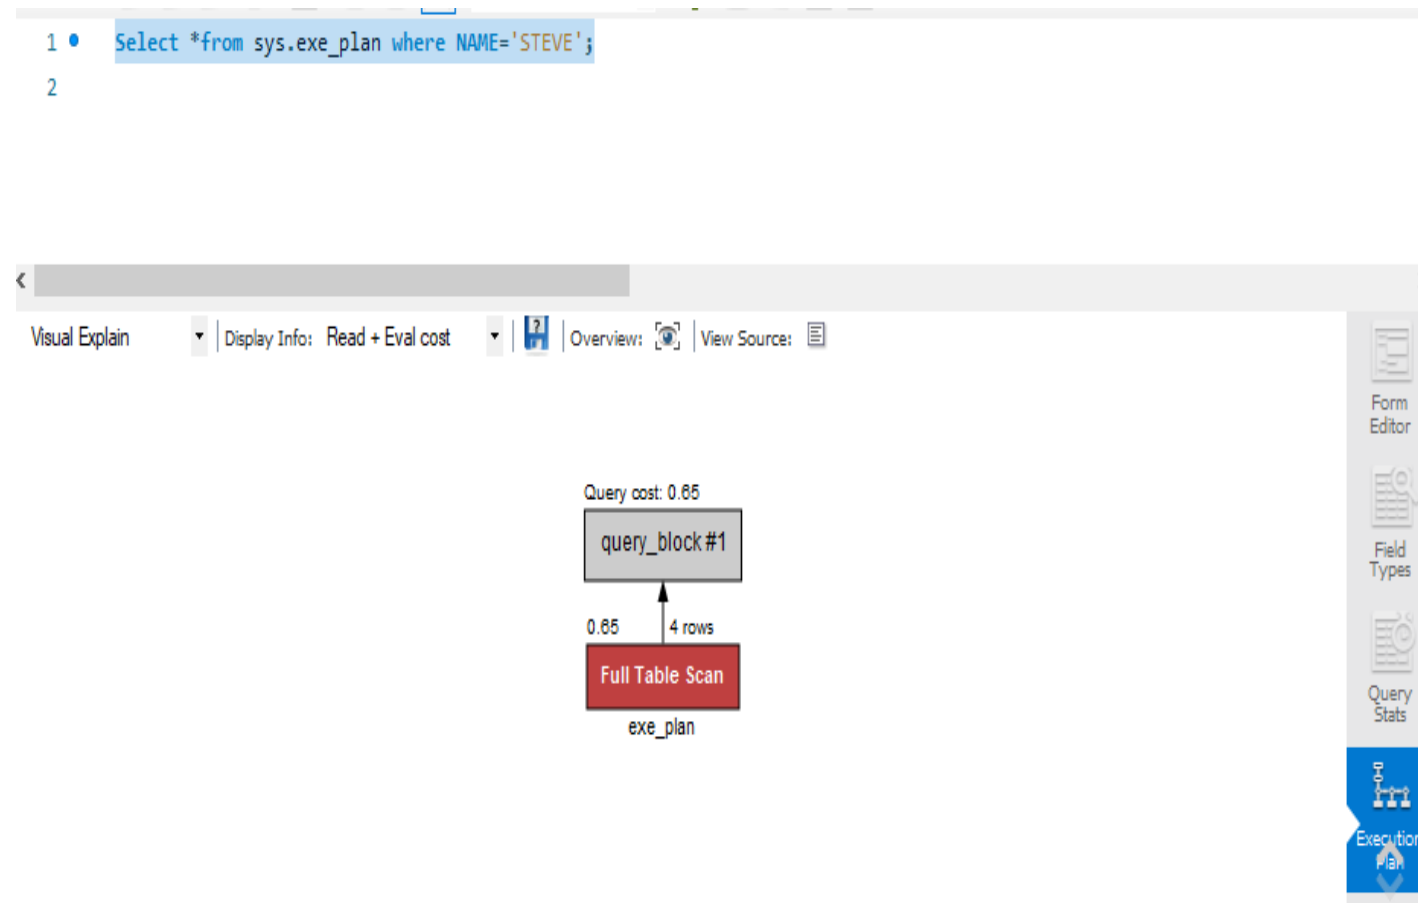 1 Select *from sys.exe_plan where NAME='STEVE';
2
Visual Explain Display Info: Read + Eval cost Overview: View Source:
Form
Editor
Field
Types
Query
Stats
Execution
Plan
Query cost: 0.65
query_block #1
0.65 4 rows
Full Table Scan
exe_plan